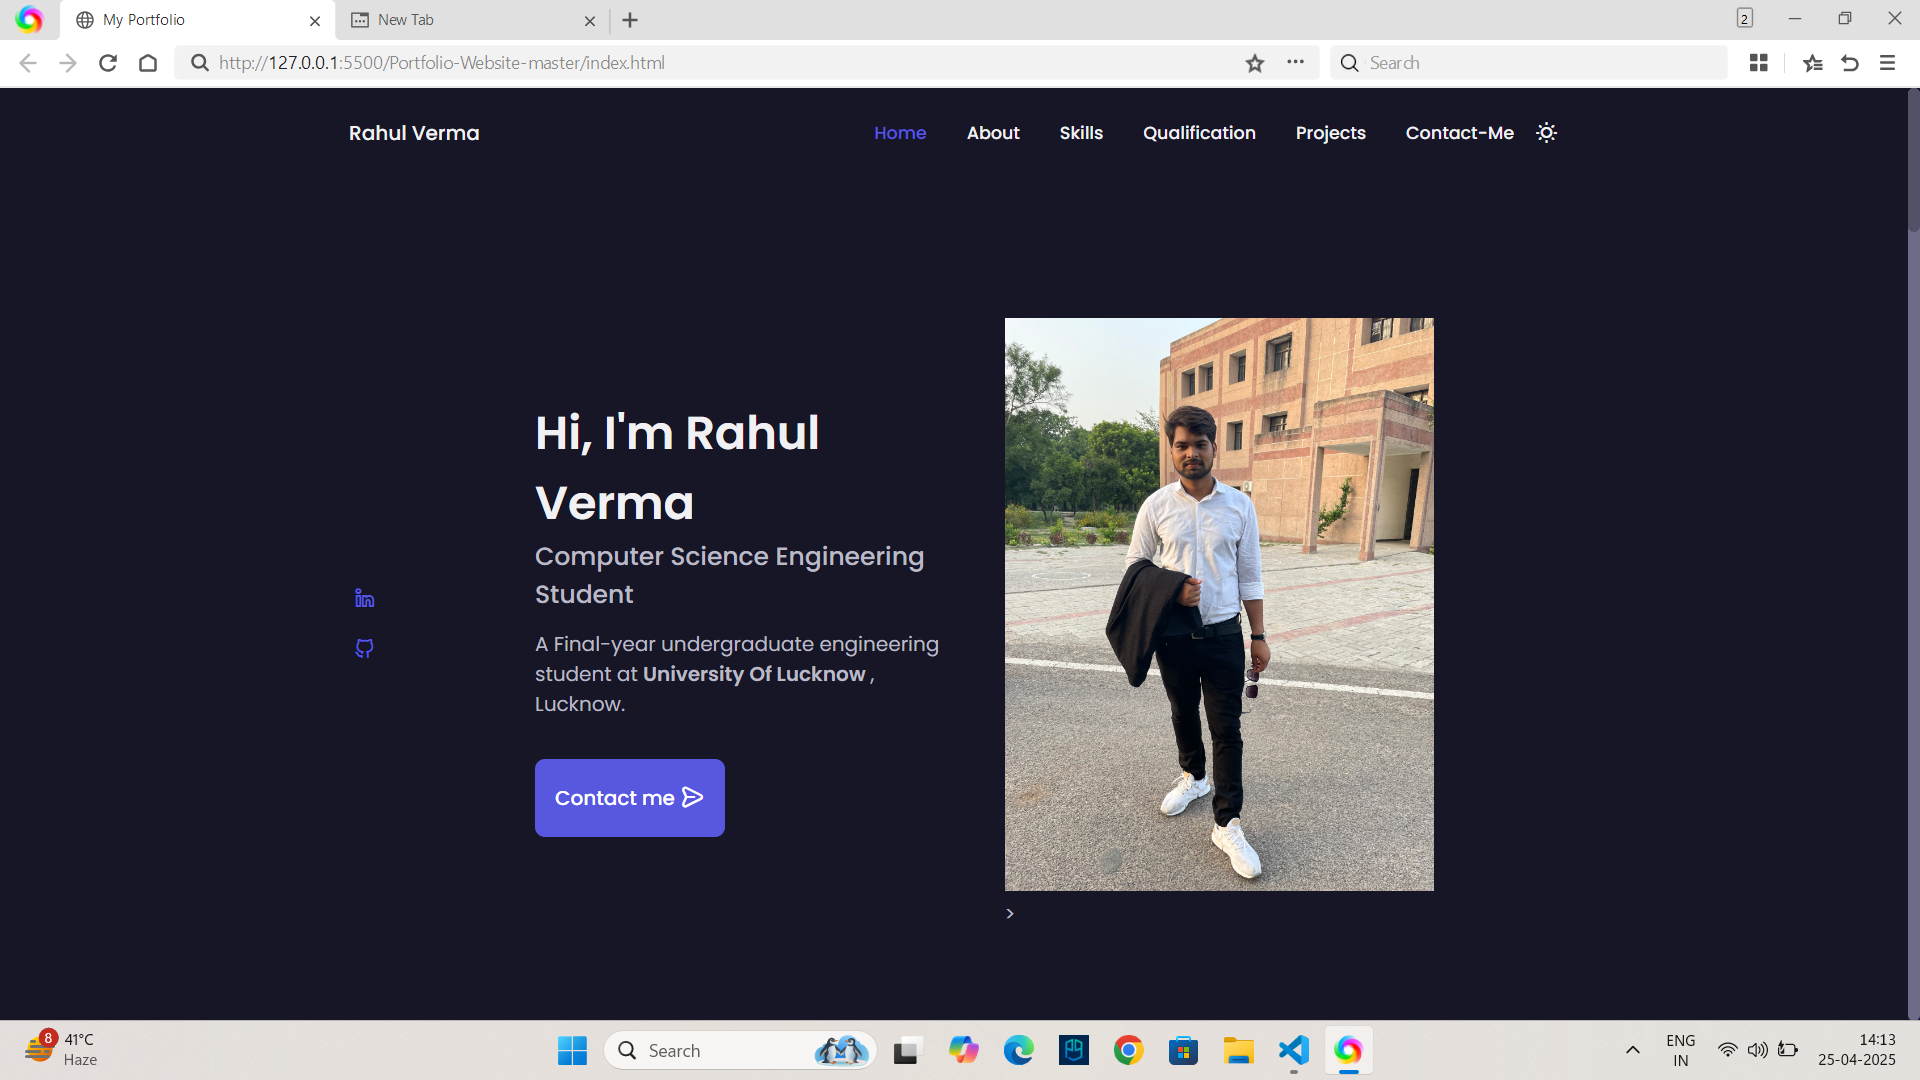 My Portfolio
New Tab
2
http://127.0.0.1:5500/Portfolio-Website-master/index.html
Search
Rahul Verma
Home
About
Skills
Qualification
Projects
Contact-Me
Hi, I'm Rahul
Verma
Computer Science Engineering
Student
A Final-year undergraduate engineering
student at University Of Lucknow ,
Lucknow.
Contact me
>
8
41°C
Haze
Search
ENG
IN
14:13
25-04-2025